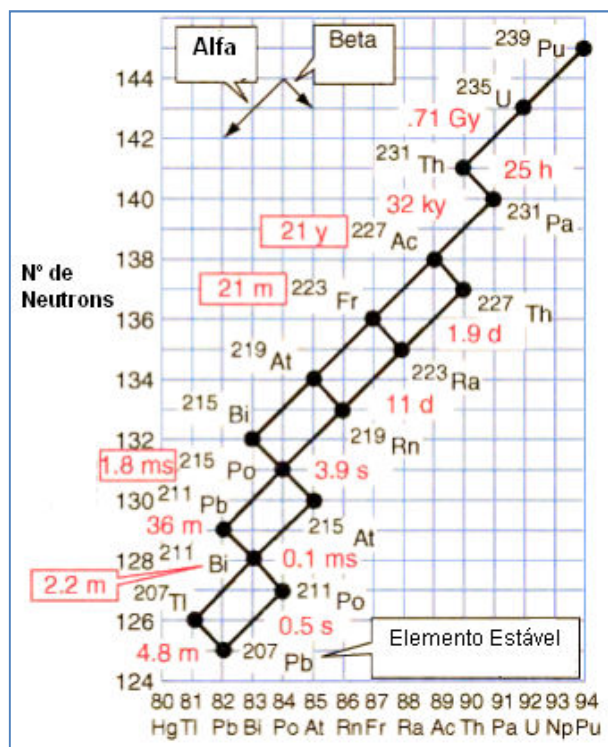 Alfa
Beta
239 Pu
144
235 U
.71 Gy
142
231 Th
25 h
140
32 ky
231 Pa
21 y
227 Ac
138
Nº de
Neutrons
21 m
223 Fr
136
227 Th
1.9 d
219 At
134
223 Ra
11 d
215 Bi
132
219 Rn
1.8 ms
215 Po
3.9 s
130
211 Pb
36 m
215 At
128
211 Bi
0.1 ms
2.2 m
207 Tl
211 Po
126
0.5 s
Elemento Estável
4.8 m
207 Pb
124
80 81 82 83 84 85 86 87 88 89 90 91 92 93 94
Hg Tl Pb Bi Po At Rn Fr Ra Ac Th Pa U Np Pu